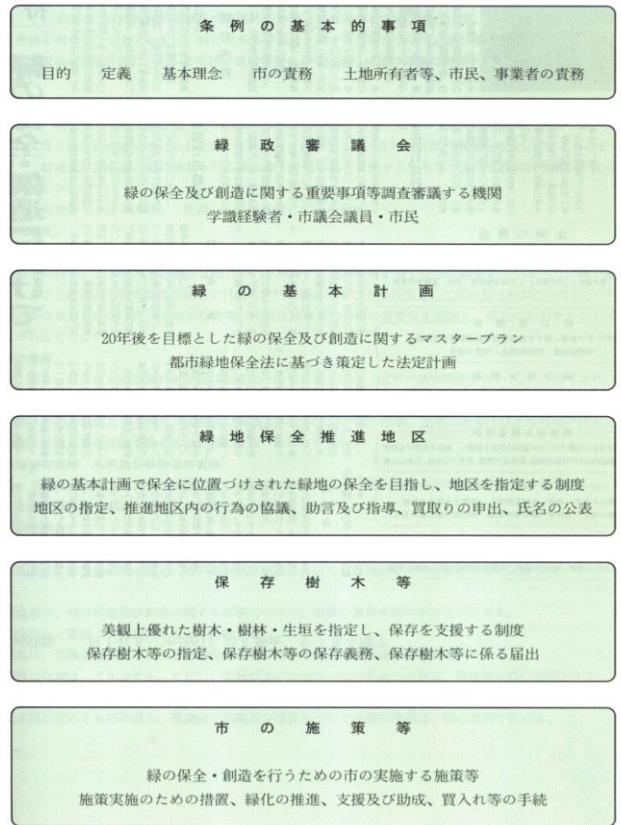 条例の基本的事項
目的　定義　基本理念　市の責務　土地所有者等、市民、事業者の責務
緑政審議会
緑の保全及び創造に関する重要事項等調査審議する機関
学識経験者・市議会議員・市民
緑の基本計画
20年後を目標とした緑の保全及び創造に関するマスタープラン
都市緑地保全法に基づき策定した法定計画
緑地保全推進地区
緑の基本計画で保全に位置づけされた緑地の保全を目指し、地区を指定する制度
地区の指定、推進地区内の行為の協議、助言及び指導、買取りの申出、氏名の公表
保存樹木等
美観上優れた樹木・樹林・生垣を指定し、保存を支援する制度
保存樹木等の指定、保存樹木等の保存義務、保存樹木等に係る届出
市の施策等
緑の保全・創造を行うための市の実施する施策等
施策実施のための措置、緑化の推進、支援及び助成、買入れ等の手続